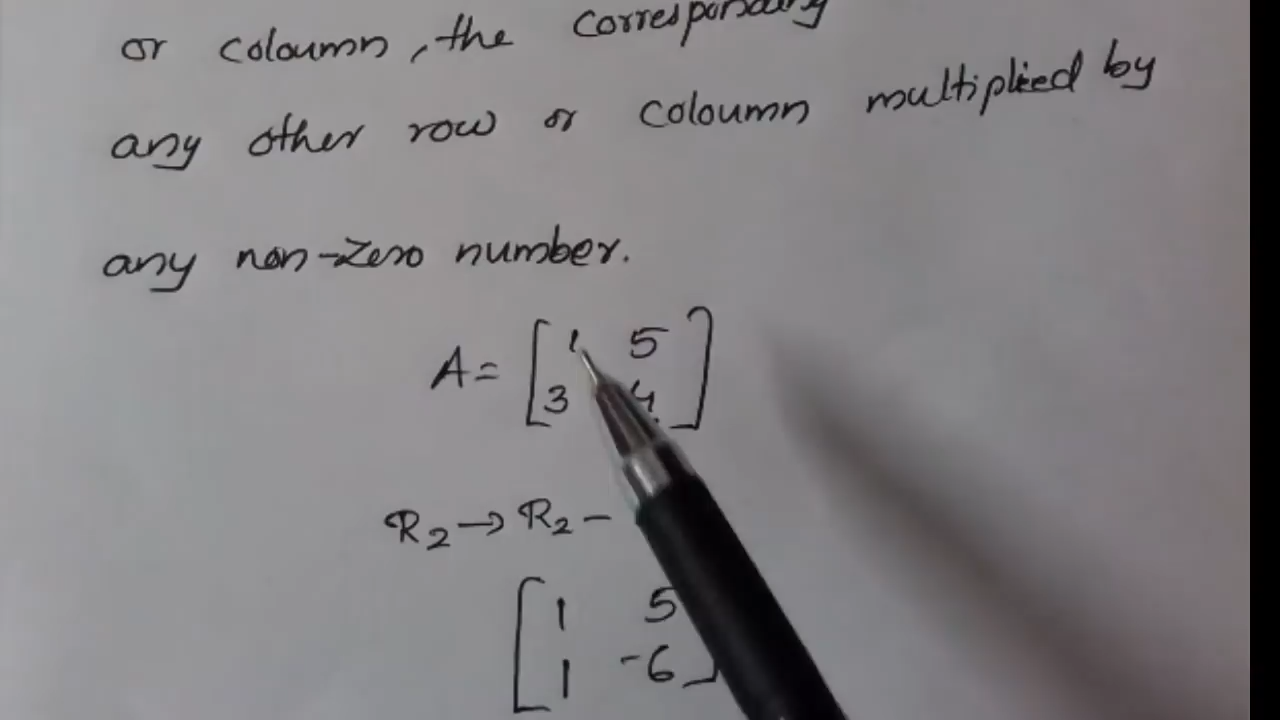 or coloumn, the corresponding
any other row or coloumn multiplied by
any non-zero number.
A = [ 1 5
3 4 ]
R2 → R2 -
[ 1 5
1 -6 ]